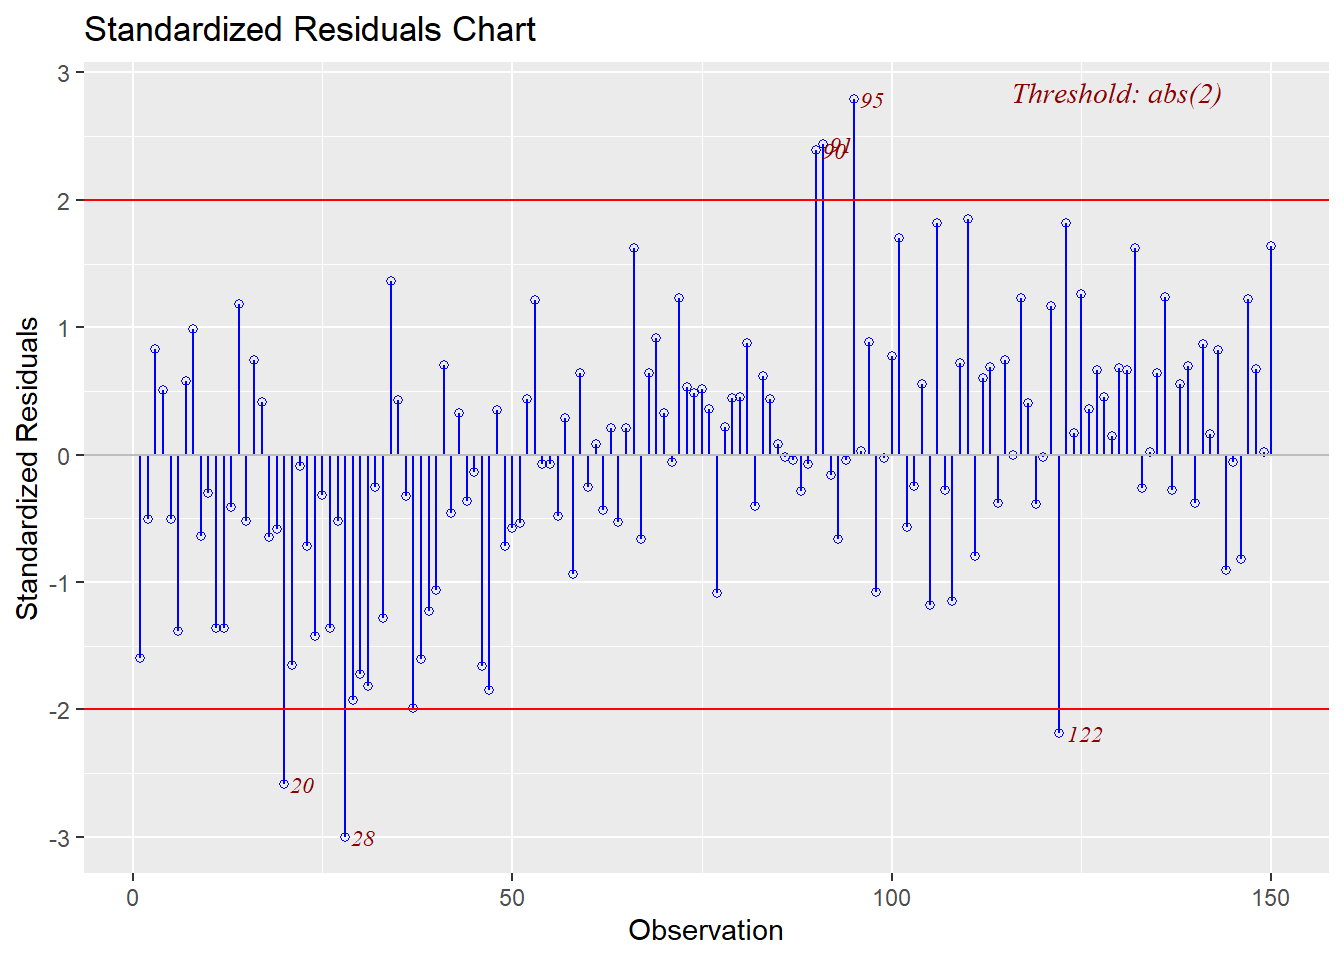 Standardized Residuals Chart
3
Threshold: abs(2)
95
91
90
2
1
0
-1
-2
122
20
28
-3
Standardized Residuals
0 50 100 150
Observation